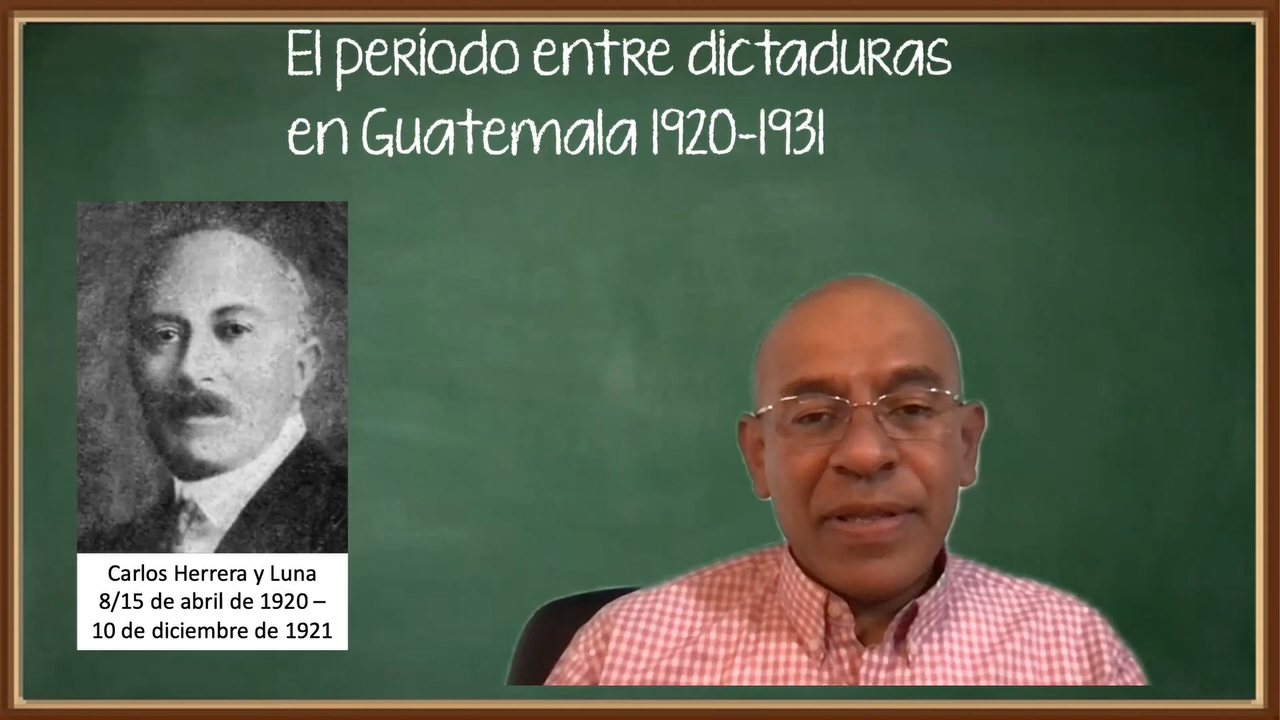 El período entre dictaduras
en Guatemala 1920-1931
Carlos Herrera y Luna
8/15 de abril de 1920 –
10 de diciembre de 1921